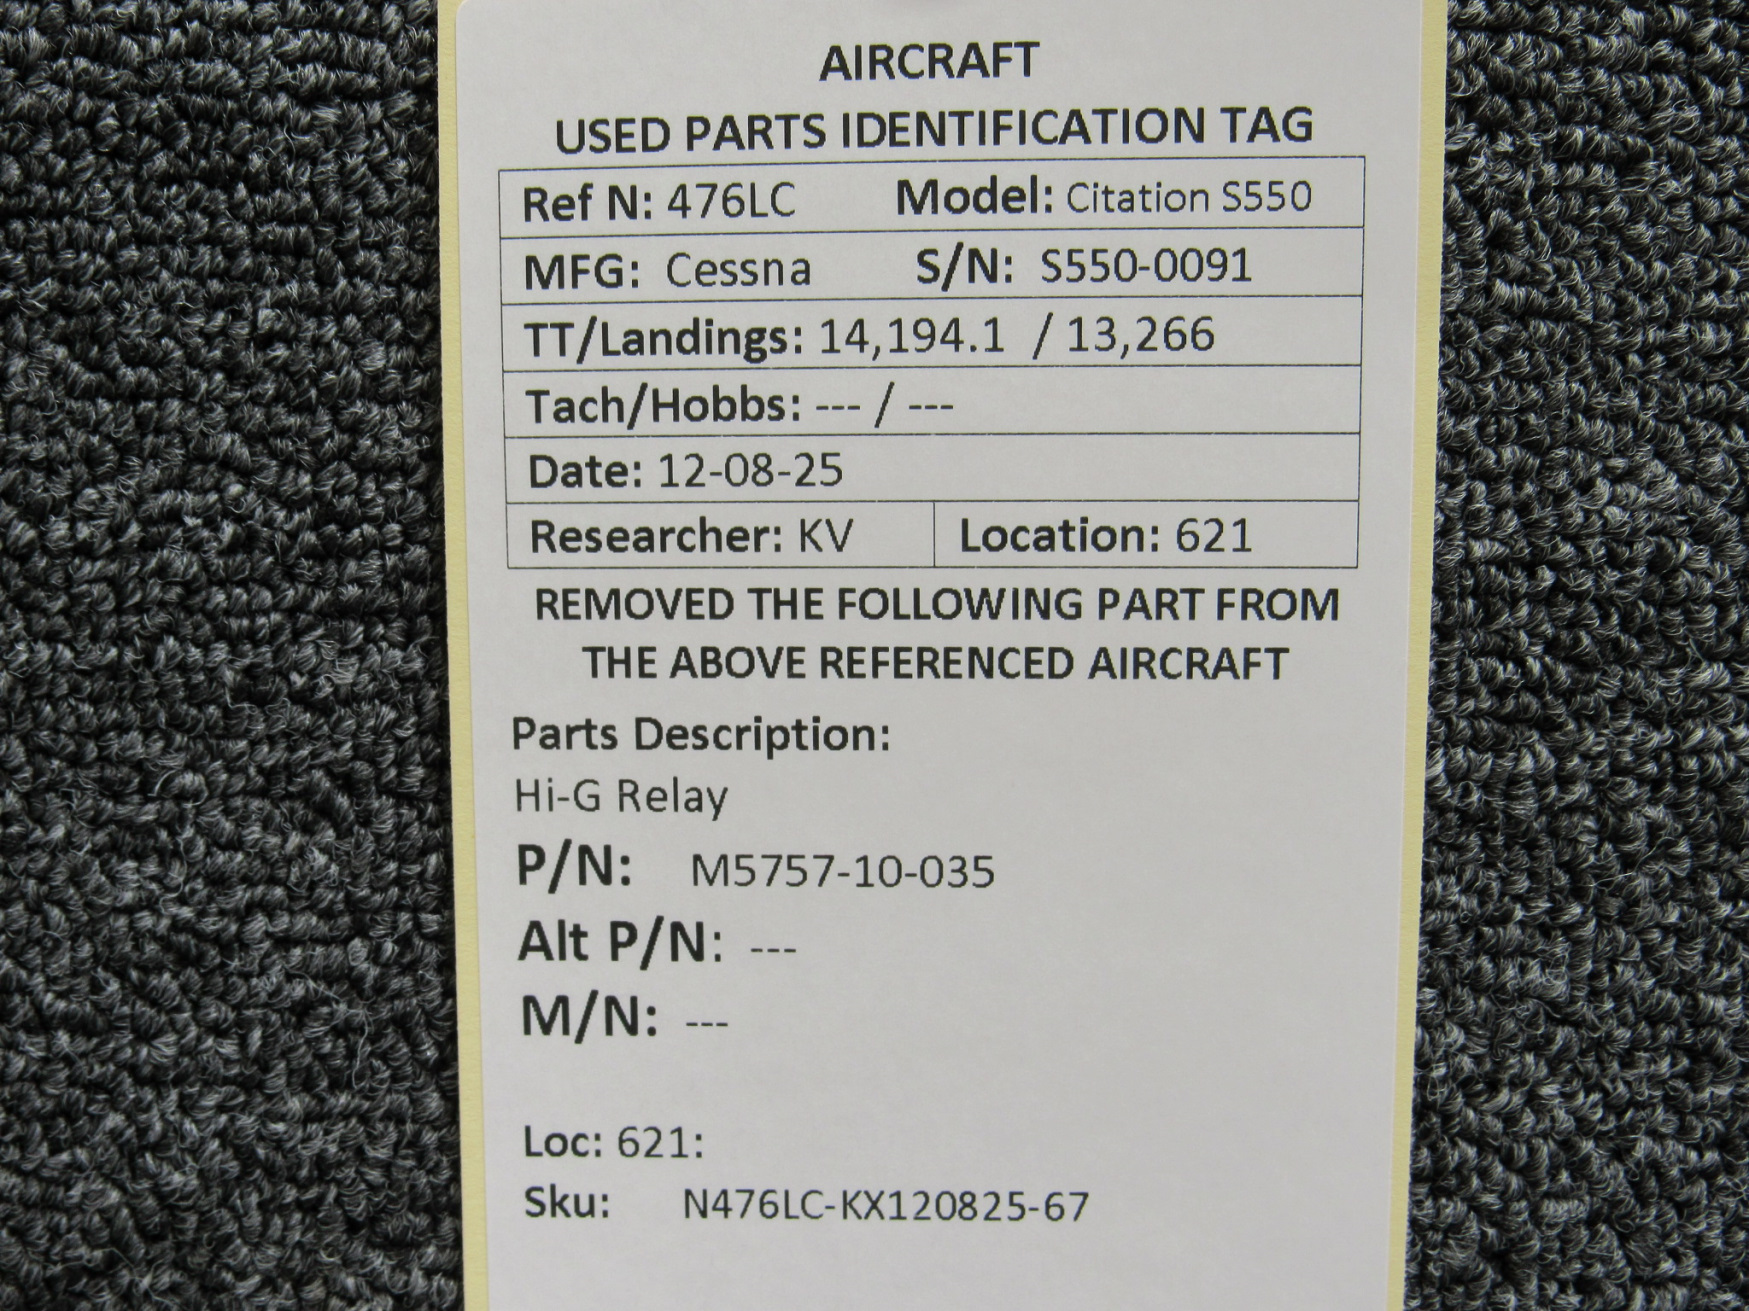 AIRCRAFT
USED PARTS IDENTIFICATION TAG
Ref N: 476LC Model: Citation S550
MFG: Cessna S/N: S550-0091
TT/Landings: 14,194.1 / 13,266
Tach/Hobbs: --- / ---
Date: 12-08-25
Researcher: KV Location: 621
REMOVED THE FOLLOWING PART FROM
THE ABOVE REFERENCED AIRCRAFT
Parts Description:
Hi-G Relay
P/N: M5757-10-035
Alt P/N: ---
M/N: ---
Loc: 621:
Sku: N476LC-KX120825-67